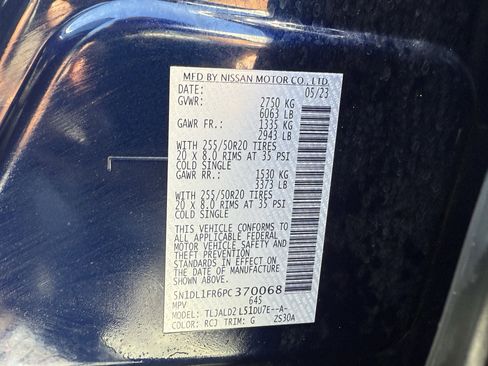 MFD BY NISSAN MOTOR CO., LTD.
DATE: 05/23
GVWR: 2750 KG
6063 LB
GAWR FR.: 1335 KG
2943 LB
WITH 255/50R20 TIRES
20 X 8.0 RIMS AT 35 PSI
COLD SINGLE
GAWR RR.: 1530 KG
3373 LB
WITH 255/50R20 TIRES
20 X 8.0 RIMS AT 35 PSI
COLD SINGLE
THIS VEHICLE CONFORMS TO
ALL APPLICABLE FEDERAL
MOTOR VEHICLE SAFETY AND
THEFT PREVENTION
STANDARDS IN EFFECT ON
THE DATE OF MANUFACTURE
SHOWN ABOVE.
5N1DL1FR6PC370068
MPV 645
MODEL: TLJALD2 L51DU7E--A-
COLOR: RCJ TRIM: G ZS30A